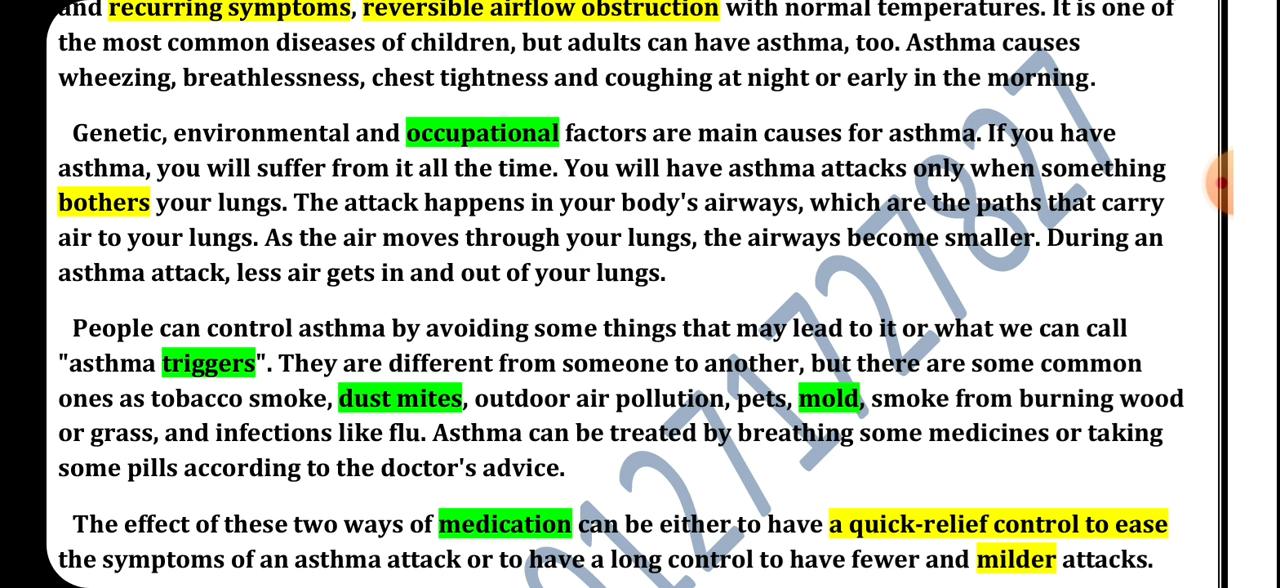 and recurring symptoms, reversible airflow obstruction with normal temperatures. It is one of
the most common diseases of children, but adults can have asthma, too. Asthma causes
wheezing, breathlessness, chest tightness and coughing at night or early in the morning.
Genetic, environmental and occupational factors are main causes for asthma. If you have
asthma, you will suffer from it all the time. You will have asthma attacks only when something
bothers your lungs. The attack happens in your body's airways, which are the paths that carry
air to your lungs. As the air moves through your lungs, the airways become smaller. During an
asthma attack, less air gets in and out of your lungs.
People can control asthma by avoiding some things that may lead to it or what we can call
"asthma triggers". They are different from someone to another, but there are some common
ones as tobacco smoke, dust mites, outdoor air pollution, pets, mold, smoke from burning wood
or grass, and infections like flu. Asthma can be treated by breathing some medicines or taking
some pills according to the doctor's advice.
The effect of these two ways of medication can be either to have a quick-relief control to ease
the symptoms of an asthma attack or to have a long control to have fewer and milder attacks.
01271172827